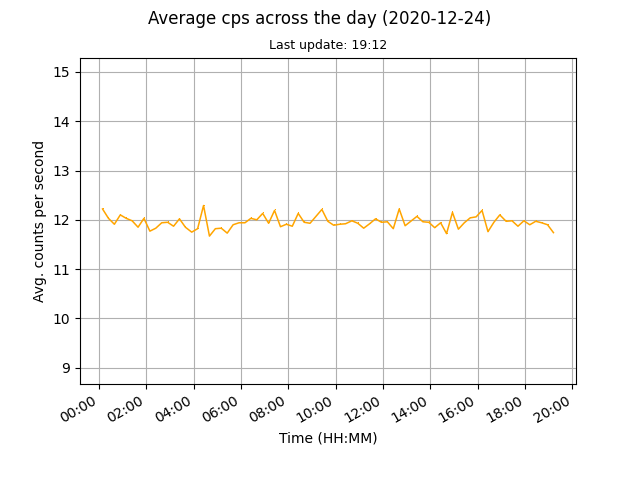 Average cps across the day (2020-12-24)
Last update: 19:12
15
14
13
12
11
10
9
Avg. counts per second
00:00 02:00 04:00 06:00 08:00 10:00 12:00 14:00 16:00 18:00 20:00
Time (HH:MM)